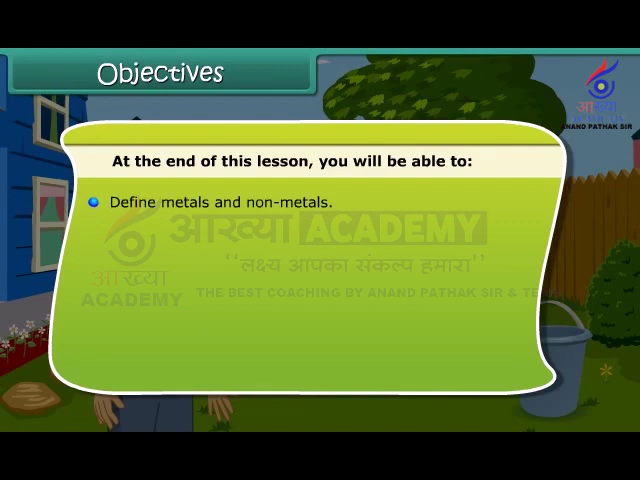 Objectives
आख्या
ANAND PATHAK SIR
At the end of this lesson, you will be able to:
Define metals and non-metals.
आख्या ACADEMY
"लक्ष्य आपका संकल्प हमारा"
आख्या
ACADEMY
THE BEST COACHING BY ANAND PATHAK SIR &